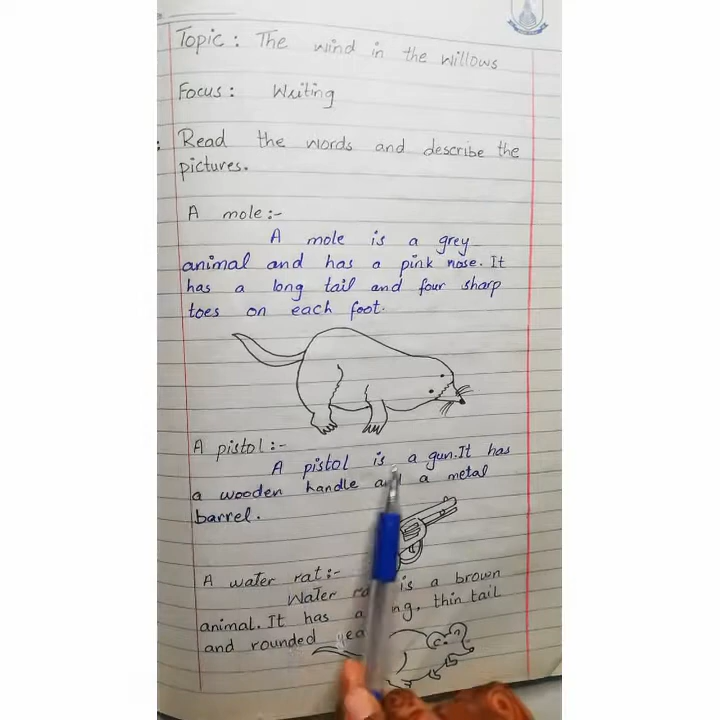 Topic: The wind in the willows
Focus: Writing
Read the words and describe the
pictures.
A mole:-
A mole is a grey
animal and has a pink nose. It
has a long tail and four sharp
toes on each foot.
A pistol:-
A pistol is a gun. It has
a wooden handle a a metal
barrel.
A water rat:-
Water is a brown
animal. It has a thin tail
and rounded